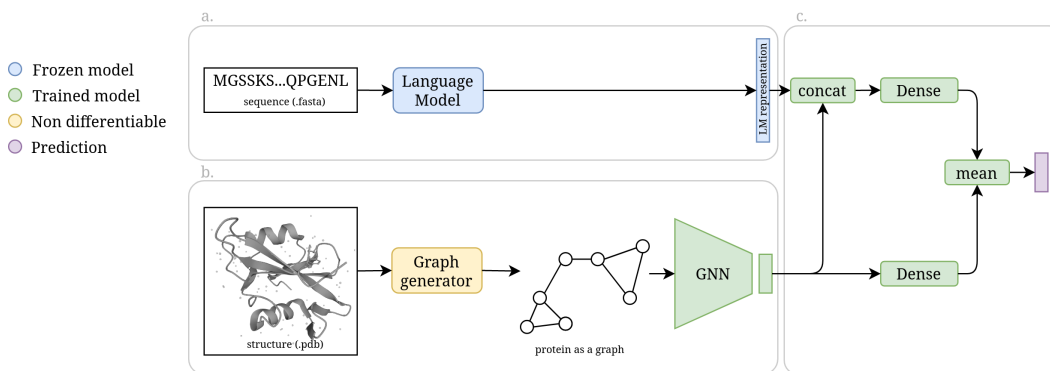 a.
c.
Frozen model
Trained model
Non differentiable
Prediction
MGSSKS...QPGENL
sequence (.fasta)
Language
Model
LM representation
concat
Dense
mean
b.
structure (.pdb)
Graph
generator
protein as a graph
GNN
Dense